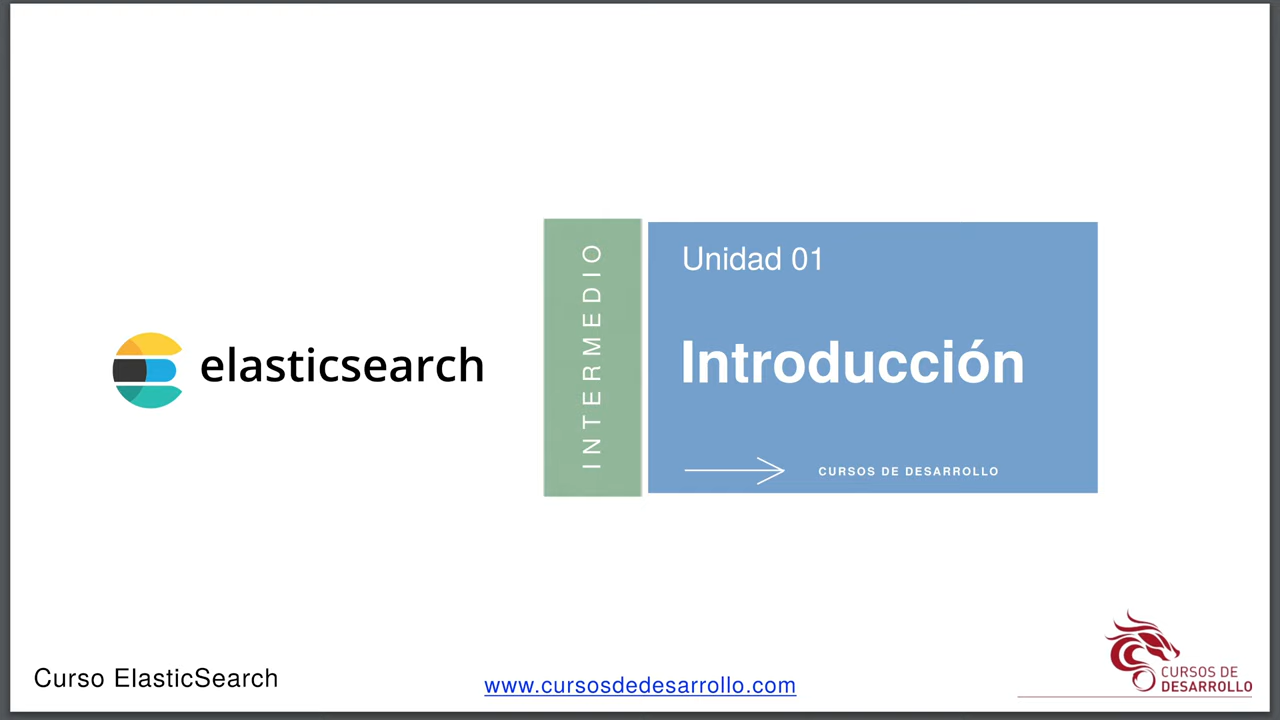 elasticsearch
INTERMEDIO
Unidad 01
Introducción
CURSOS DE DESARROLLO
Curso ElasticSearch
www.cursosdedesarrollo.com
CURSOS DE
DESARROLLO